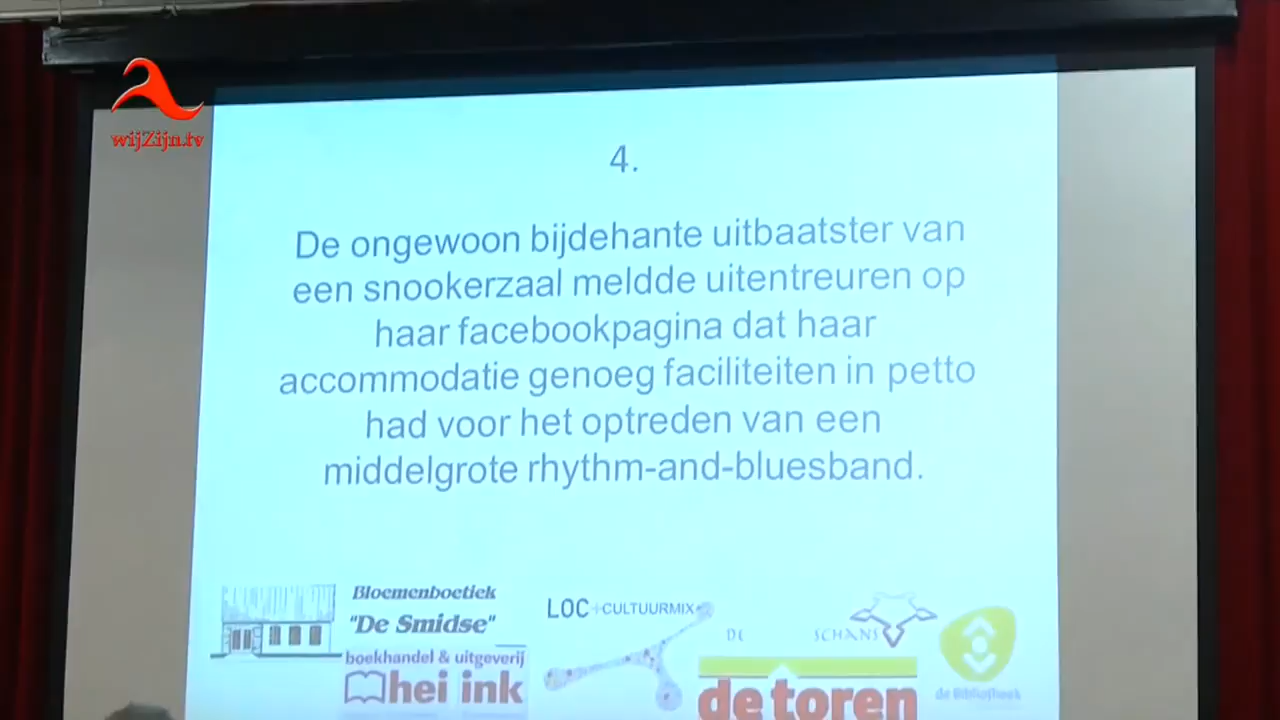 wijZijn.tv
4.
De ongewoon bijdehante uitbaatster van
een snookerzaal meldde uitentreuren op
haar facebookpagina dat haar
accommodatie genoeg faciliteiten in petto
had voor het optreden van een
middelgrote rhythm-and-bluesband.
Bloemenboetiek
"De Smidse"
boekhandel & uitgeverij
hei ink
LOC+CULTUURMIX
DE SCHANS
de toren
de Bibliotheek